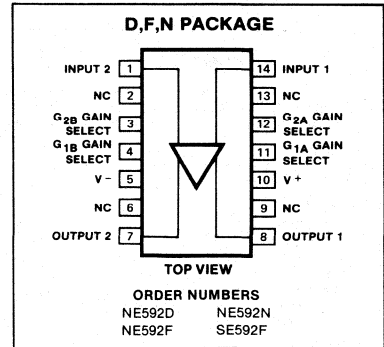 D,F,N PACKAGE
INPUT 2 1 14 INPUT 1
NC 2 13 NC
G2B GAIN SELECT 3 12 G2A GAIN SELECT
G1B GAIN SELECT 4 11 G1A GAIN SELECT
V- 5 10 V+
NC 6 9 NC
OUTPUT 2 7 8 OUTPUT 1
TOP VIEW
ORDER NUMBERS
NE592D NE592N
NE592F SE592F